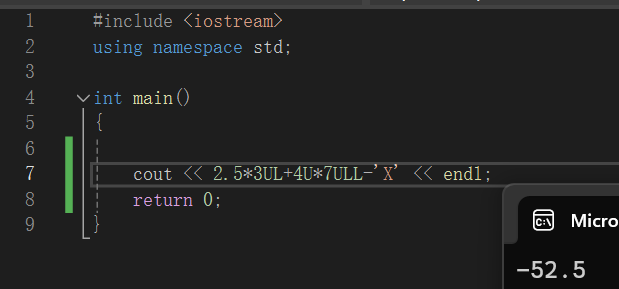 1 #include <iostream>
2 using namespace std;
3
4 int main()
5 {
6
7 cout << 2.5*3UL+4U*7ULL-'X' << endl;
8 return 0;
9 }
Micro
-52.5